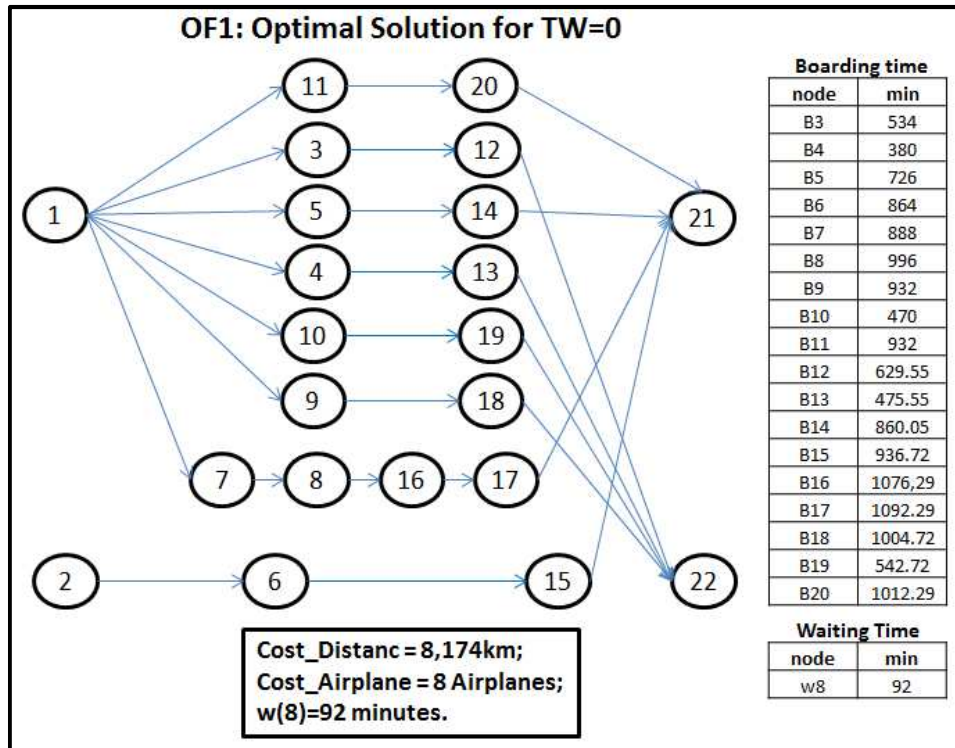 OF1: Optimal Solution for TW=0
11 20
3 12
1
5 14
21
4 13
10 19
9 18
7 8 16 17
2 6 15 22
Cost_Distanc = 8,174km;
Cost_Airplane = 8 Airplanes;
w(8)=92 minutes.
Boarding time
node min
B3 534
B4 380
B5 726
B6 864
B7 888
B8 996
B9 932
B10 470
B11 932
B12 629.55
B13 475.55
B14 860.05
B15 936.72
B16 1076,29
B17 1092.29
B18 1004.72
B19 542.72
B20 1012.29
Waiting Time
node min
w8 92